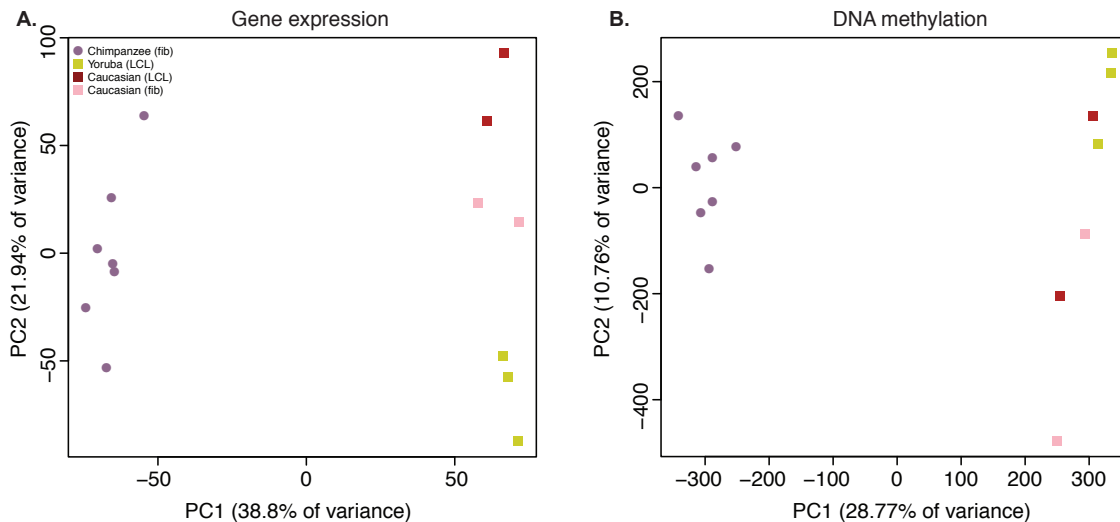 A.
Gene expression
Chimpanzee (fib)
Yoruba (LCL)
Caucasian (LCL)
Caucasian (fib)
100
50
0
−50
PC2 (21.94% of variance)
−50
0
50
PC1 (38.8% of variance)
B.
DNA methylation
200
0
−200
−400
PC2 (10.76% of variance)
−300
−200
−100
0
100
200
300
PC1 (28.77% of variance)